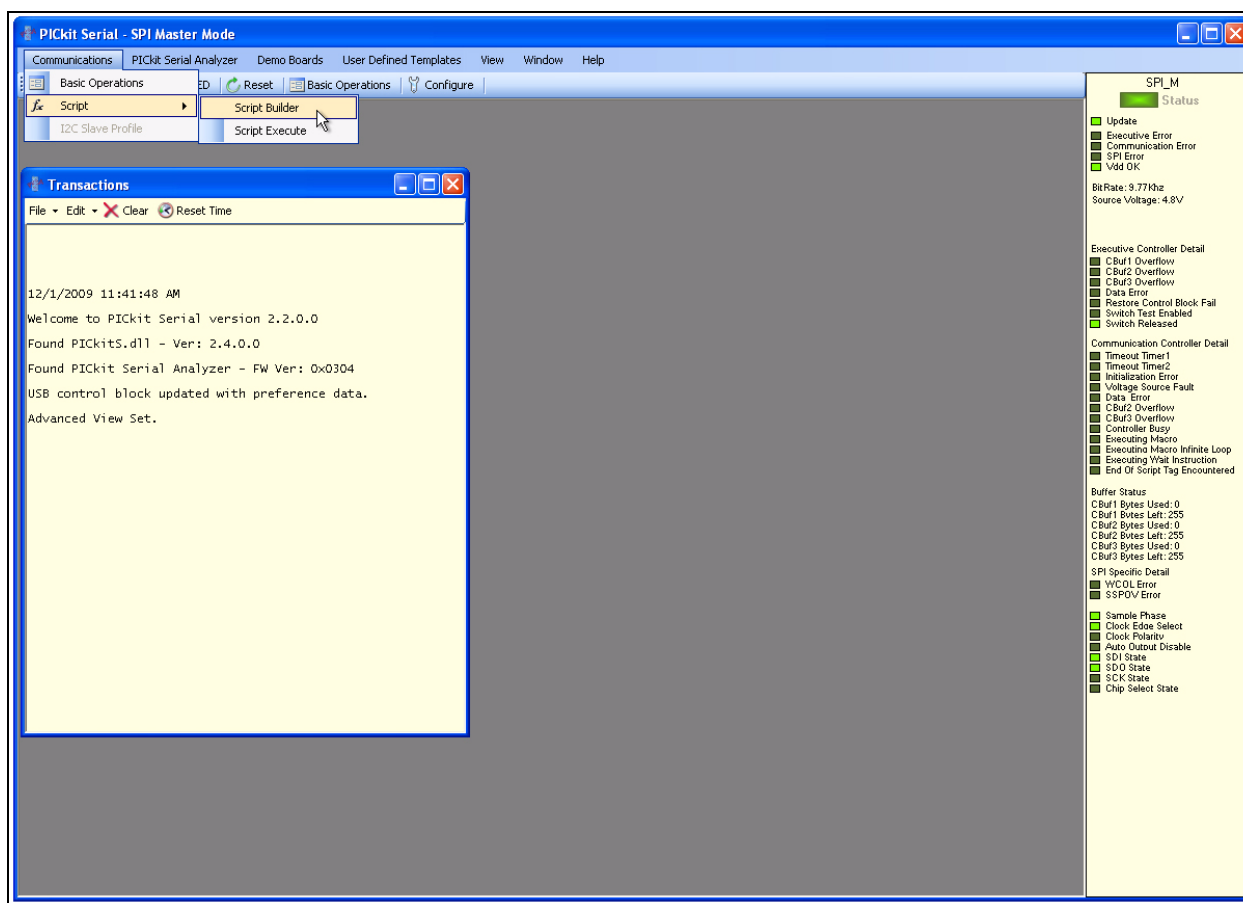 PICkit Serial - SPI Master Mode
Communications PICkit Serial Analyzer Demo Boards User Defined Templates View Window Help
ED Reset Basic Operations Configure
Basic Operations
Script
I2C Slave Profile
Script Builder
Script Execute
Transactions
File Edit Clear Reset Time
12/1/2009 11:41:48 AM
Welcome to PICkit Serial version 2.2.0.0
Found PICkitS.dll - Ver: 2.4.0.0
Found PICkit Serial Analyzer - FW Ver: 0x0304
USB control block updated with preference data.
Advanced View Set.
SPI_M
Status
Update
Executive Error
Communication Error
SPI Error
Vdd OK
BitRate: 9.77Khz
Source Voltage: 4.8V
Executive Controller Detail
CBuf1 Overflow
CBuf2 Overflow
CBuf3 Overflow
Data Error
Restore Control Block Fail
Switch Test Enabled
Switch Released
Communication Controller Detail
Timeout Timer1
Timeout Timer2
Initialization Error
Voltage Source Fault
Data Error
CBuf2 Overflow
CBuf3 Overflow
Controller Busy
Executing Macro
Executing Macro Infinite Loop
Executing Wait Instruction
End Of Script Tag Encountered
Buffer Status
CBuf1 Bytes Used: 0
CBuf1 Bytes Left: 255
CBuf2 Bytes Used: 0
CBuf2 Bytes Left: 255
CBuf3 Bytes Used: 0
CBuf3 Bytes Left: 255
SPI Specific Detail
WCOL Error
SSPOV Error
Sample Phase
Clock Edge Select
Clock Polarity
Auto Output Disable
SDI State
SDO State
SCK State
Chip Select State